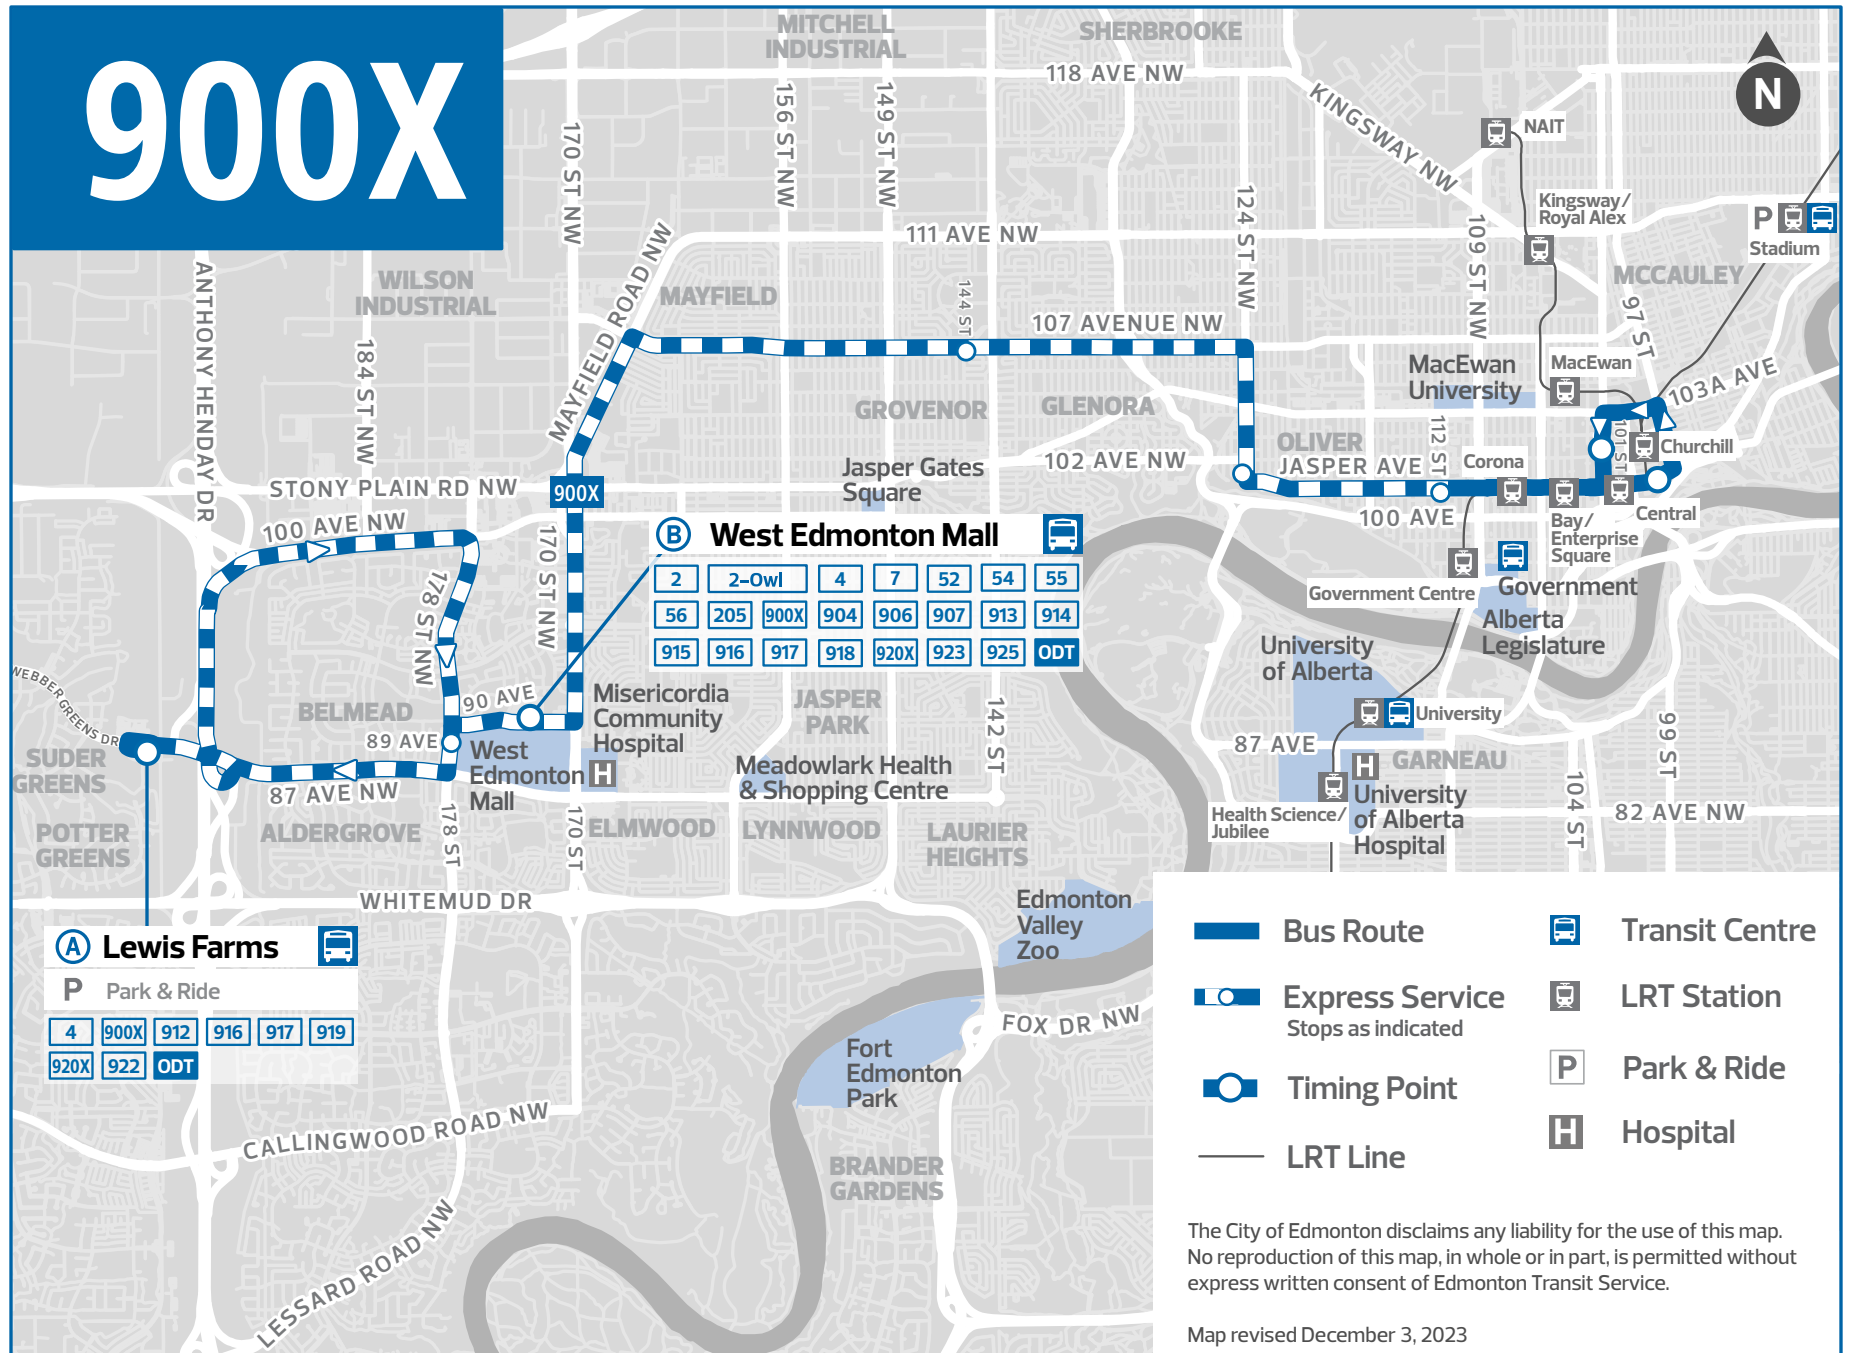 900X
MITCHELL
INDUSTRIAL
SHERBROOKE
118 AVE NW
N
170 ST NW
156 ST NW
149 ST NW
124 ST NW
KINGSWAY NW
NAIT
Kingsway/
Royal Alex
109 ST NW
P
Stadium
MCCAULEY
97 ST
111 AVE NW
ANTHONY HENDAY DR
WILSON
INDUSTRIAL
184 ST NW
MAYFIELD ROAD NW
MAYFIELD
144 ST
107 AVENUE NW
MacEwan
University
MacEwan
103A AVE
GROVENOR
GLENORA
OLIVER
112 ST
101 ST
Churchill
Jasper Gates
Square
102 AVE NW
JASPER AVE
Corona
STONY PLAIN RD NW
900X
100 AVE
Bay/
Enterprise
Square
Central
100 AVE NW
178 ST NW
170 ST NW
B West Edmonton Mall
2 2-Owl 4 7 52 54 55
56 205 900X 904 906 907 913 914
915 916 917 918 920X 923 925 ODT
Government Centre
Government
Alberta
Legislature
University
of Alberta
WEBBER GREENS DR
BELMEAD
90 AVE
Misericordia
Community
Hospital
H
JASPER
PARK
142 ST
University
99 ST
89 AVE
West
Edmonton
Mall
SUDER
GREENS
87 AVE NW
Meadowlark Health
& Shopping Centre
87 AVE
H
GARNEAU
University
of Alberta
Hospital
Health Science/
Jubilee
104 ST
82 AVE NW
POTTER
GREENS
ALDERGROVE
178 ST
170 ST
ELMWOOD
LYNNWOOD
LAURIER
HEIGHTS
WHITEMUD DR
Edmonton
Valley
Zoo
A Lewis Farms
P Park & Ride
4 900X 912 916 917 919
920X 922 ODT
FOX DR NW
Fort
Edmonton
Park
CALLINGWOOD ROAD NW
BRANDER
GARDENS
LESSARD ROAD NW
Bus Route
Transit Centre
Express Service
Stops as indicated
LRT Station
Timing Point
P Park & Ride
LRT Line
H Hospital
The City of Edmonton disclaims any liability for the use of this map.
No reproduction of this map, in whole or in part, is permitted without
express written consent of Edmonton Transit Service.
Map revised December 3, 2023